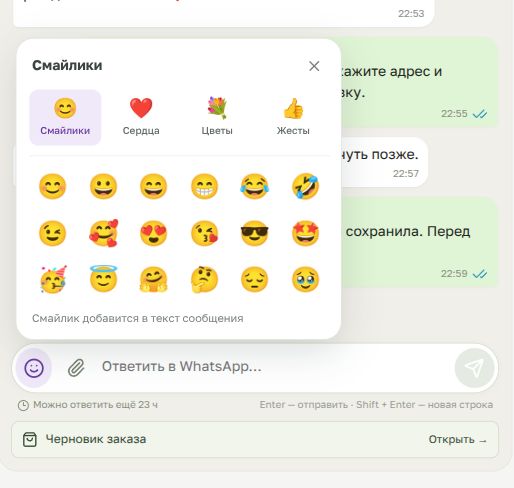 22:53
Смайлики
Смайлики
Сердца
Цветы
Жесты
кажите адрес и
вку.
22:55
нуть позже.
22:57
сохранила. Перед
22:59
Смайлик добавится в текст сообщения
Ответить в WhatsApp...
Можно ответить ещё 23 ч
Enter — отправить · Shift + Enter — новая строка
Черновик заказа
Открыть →